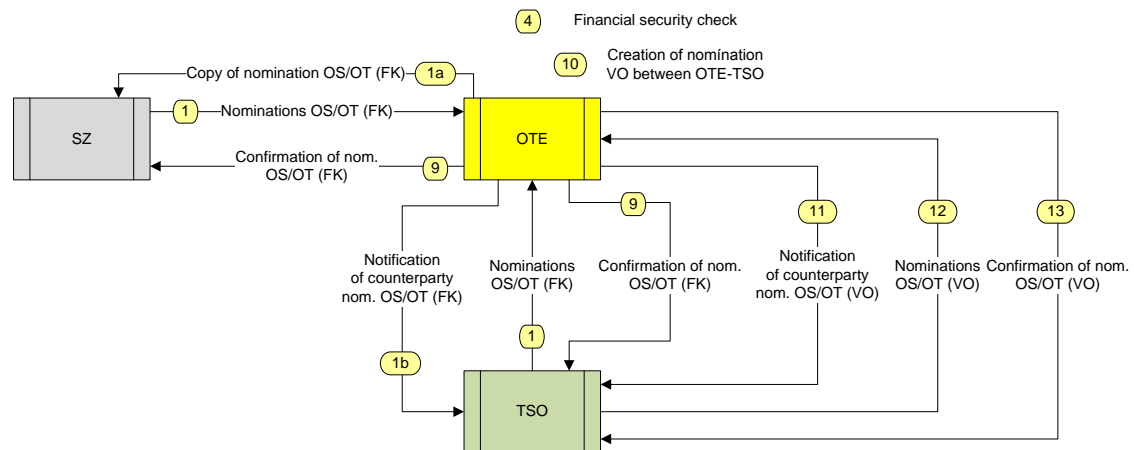 4 Financial security check
10 Creation of nomination
VO between OTE-TSO
Copy of nomination OS/OT (FK) 1a
1 Nominations OS/OT (FK)
SZ
OTE
Confirmation of nom.
OS/OT (FK)
9
9
11
12
13
Notification
of counterparty
nom. OS/OT (FK)
Nominations
OS/OT (FK)
Confirmation of nom.
OS/OT (FK)
Notification
of counterparty
nom. OS/OT (VO)
Nominations
OS/OT (VO)
Confirmation of nom.
OS/OT (VO)
1
1b
TSO